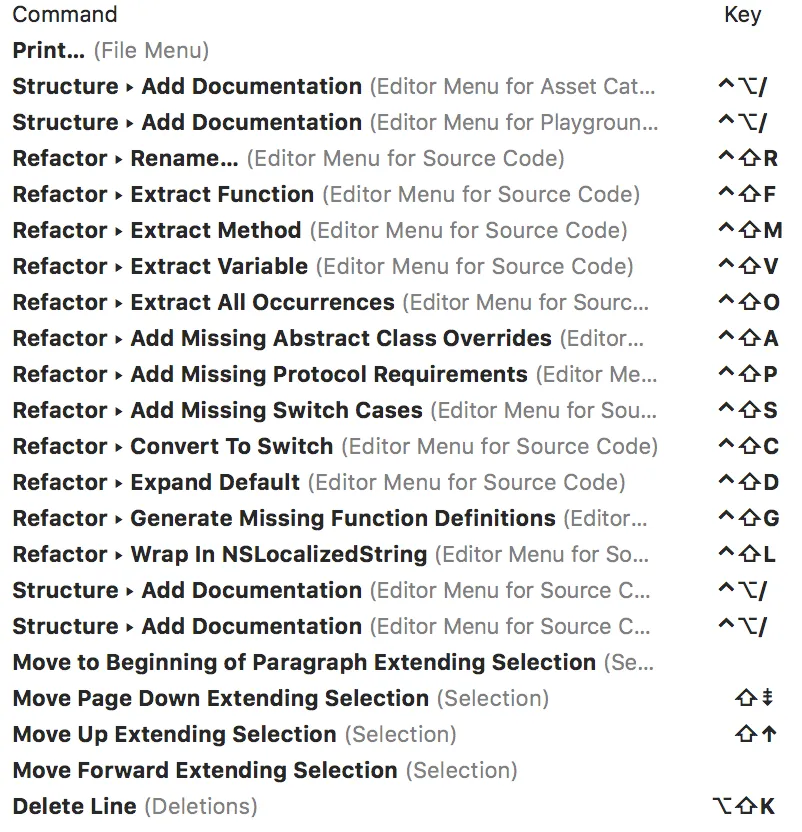 Command Key
Print... (File Menu)
Structure ▸ Add Documentation (Editor Menu for Asset Cat... ^⌥/
Structure ▸ Add Documentation (Editor Menu for Playgroun... ^⌥/
Refactor ▸ Rename... (Editor Menu for Source Code) ^⇧R
Refactor ▸ Extract Function (Editor Menu for Source Code) ^⇧F
Refactor ▸ Extract Method (Editor Menu for Source Code) ^⇧M
Refactor ▸ Extract Variable (Editor Menu for Source Code) ^⇧V
Refactor ▸ Extract All Occurrences (Editor Menu for Sourc... ^⇧O
Refactor ▸ Add Missing Abstract Class Overrides (Editor... ^⇧A
Refactor ▸ Add Missing Protocol Requirements (Editor Me... ^⇧P
Refactor ▸ Add Missing Switch Cases (Editor Menu for Sou... ^⇧S
Refactor ▸ Convert To Switch (Editor Menu for Source Code) ^⇧C
Refactor ▸ Expand Default (Editor Menu for Source Code) ^⇧D
Refactor ▸ Generate Missing Function Definitions (Editor... ^⇧G
Refactor ▸ Wrap In NSLocalizedString (Editor Menu for So... ^⇧L
Structure ▸ Add Documentation (Editor Menu for Source C... ^⌥/
Structure ▸ Add Documentation (Editor Menu for Source C... ^⌥/
Move to Beginning of Paragraph Extending Selection (Se...
Move Page Down Extending Selection (Selection) ⇧⇟
Move Up Extending Selection (Selection) ⇧↑
Move Forward Extending Selection (Selection)
Delete Line (Deletions) ⌥⇧K